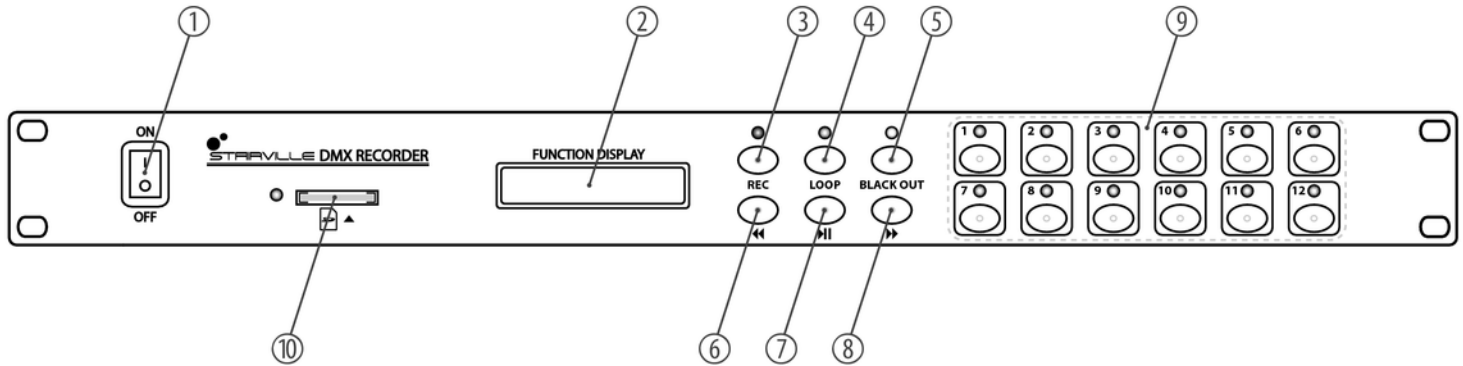 1 2 3 4 5 9
ON
STARVILLE DMX RECORDER
FUNCTION DISPLAY
REC LOOP BLACK OUT
OFF
1 2 3 4 5 6
7 8 9 10 11 12
10 6 7 8